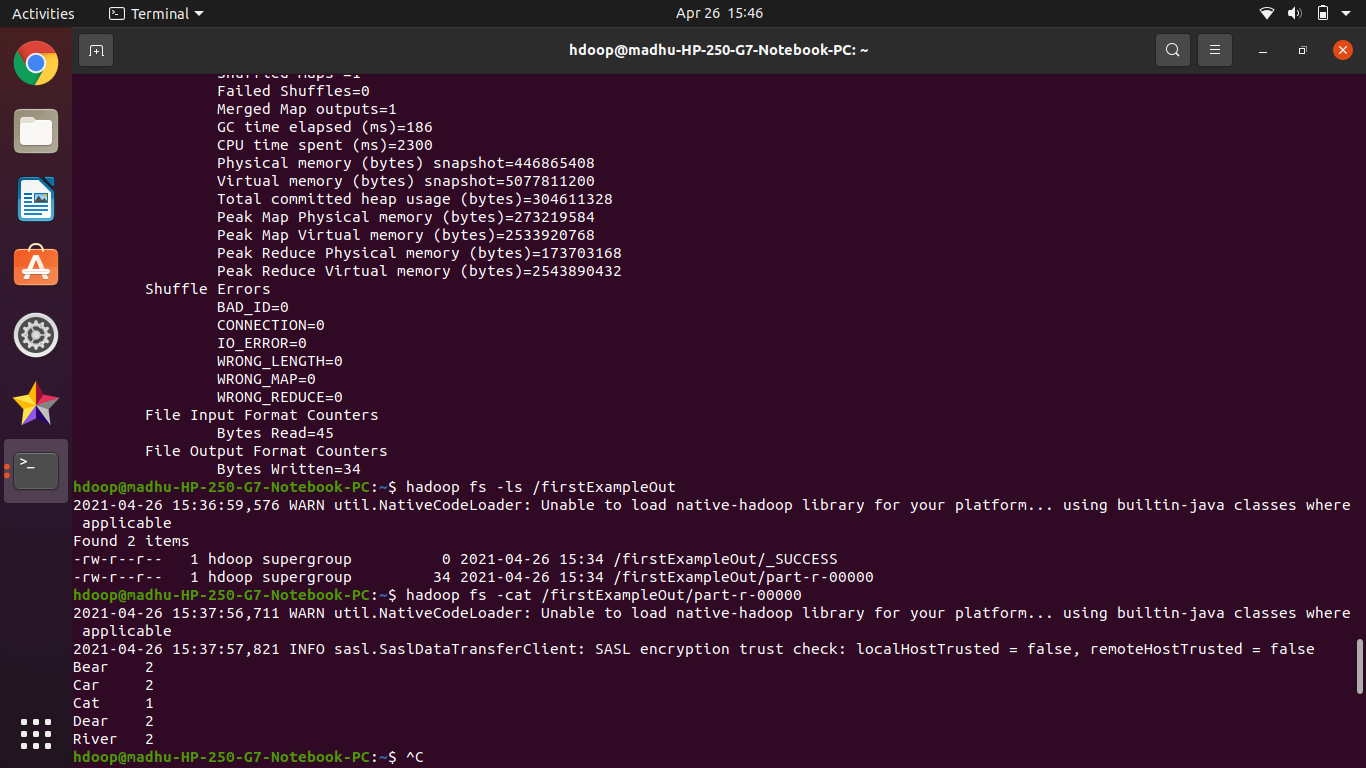 Activities Terminal Apr 26 15:46
hdoop@madhu-HP-250-G7-Notebook-PC: ~
Shuffled Maps =1
Failed Shuffles=0
Merged Map outputs=1
GC time elapsed (ms)=186
CPU time spent (ms)=2300
Physical memory (bytes) snapshot=446865408
Virtual memory (bytes) snapshot=5077811200
Total committed heap usage (bytes)=304611328
Peak Map Physical memory (bytes)=273219584
Peak Map Virtual memory (bytes)=2533920768
Peak Reduce Physical memory (bytes)=173703168
Peak Reduce Virtual memory (bytes)=2543890432
Shuffle Errors
BAD_ID=0
CONNECTION=0
IO_ERROR=0
WRONG_LENGTH=0
WRONG_MAP=0
WRONG_REDUCE=0
File Input Format Counters
Bytes Read=45
File Output Format Counters
Bytes Written=34
hdoop@madhu-HP-250-G7-Notebook-PC:~$ hadoop fs -ls /firstExampleOut
2021-04-26 15:36:59,576 WARN util.NativeCodeLoader: Unable to load native-hadoop library for your platform... using builtin-java classes where
applicable
Found 2 items
-rw-r--r-- 1 hdoop supergroup 0 2021-04-26 15:34 /firstExampleOut/_SUCCESS
-rw-r--r-- 1 hdoop supergroup 34 2021-04-26 15:34 /firstExampleOut/part-r-00000
hdoop@madhu-HP-250-G7-Notebook-PC:~$ hadoop fs -cat /firstExampleOut/part-r-00000
2021-04-26 15:37:56,711 WARN util.NativeCodeLoader: Unable to load native-hadoop library for your platform... using builtin-java classes where
applicable
2021-04-26 15:37:57,821 INFO sasl.SaslDataTransferClient: SASL encryption trust check: localHostTrusted = false, remoteHostTrusted = false
Bear 2
Car 2
Cat 1
Dear 2
River 2
hdoop@madhu-HP-250-G7-Notebook-PC:~$ ^C